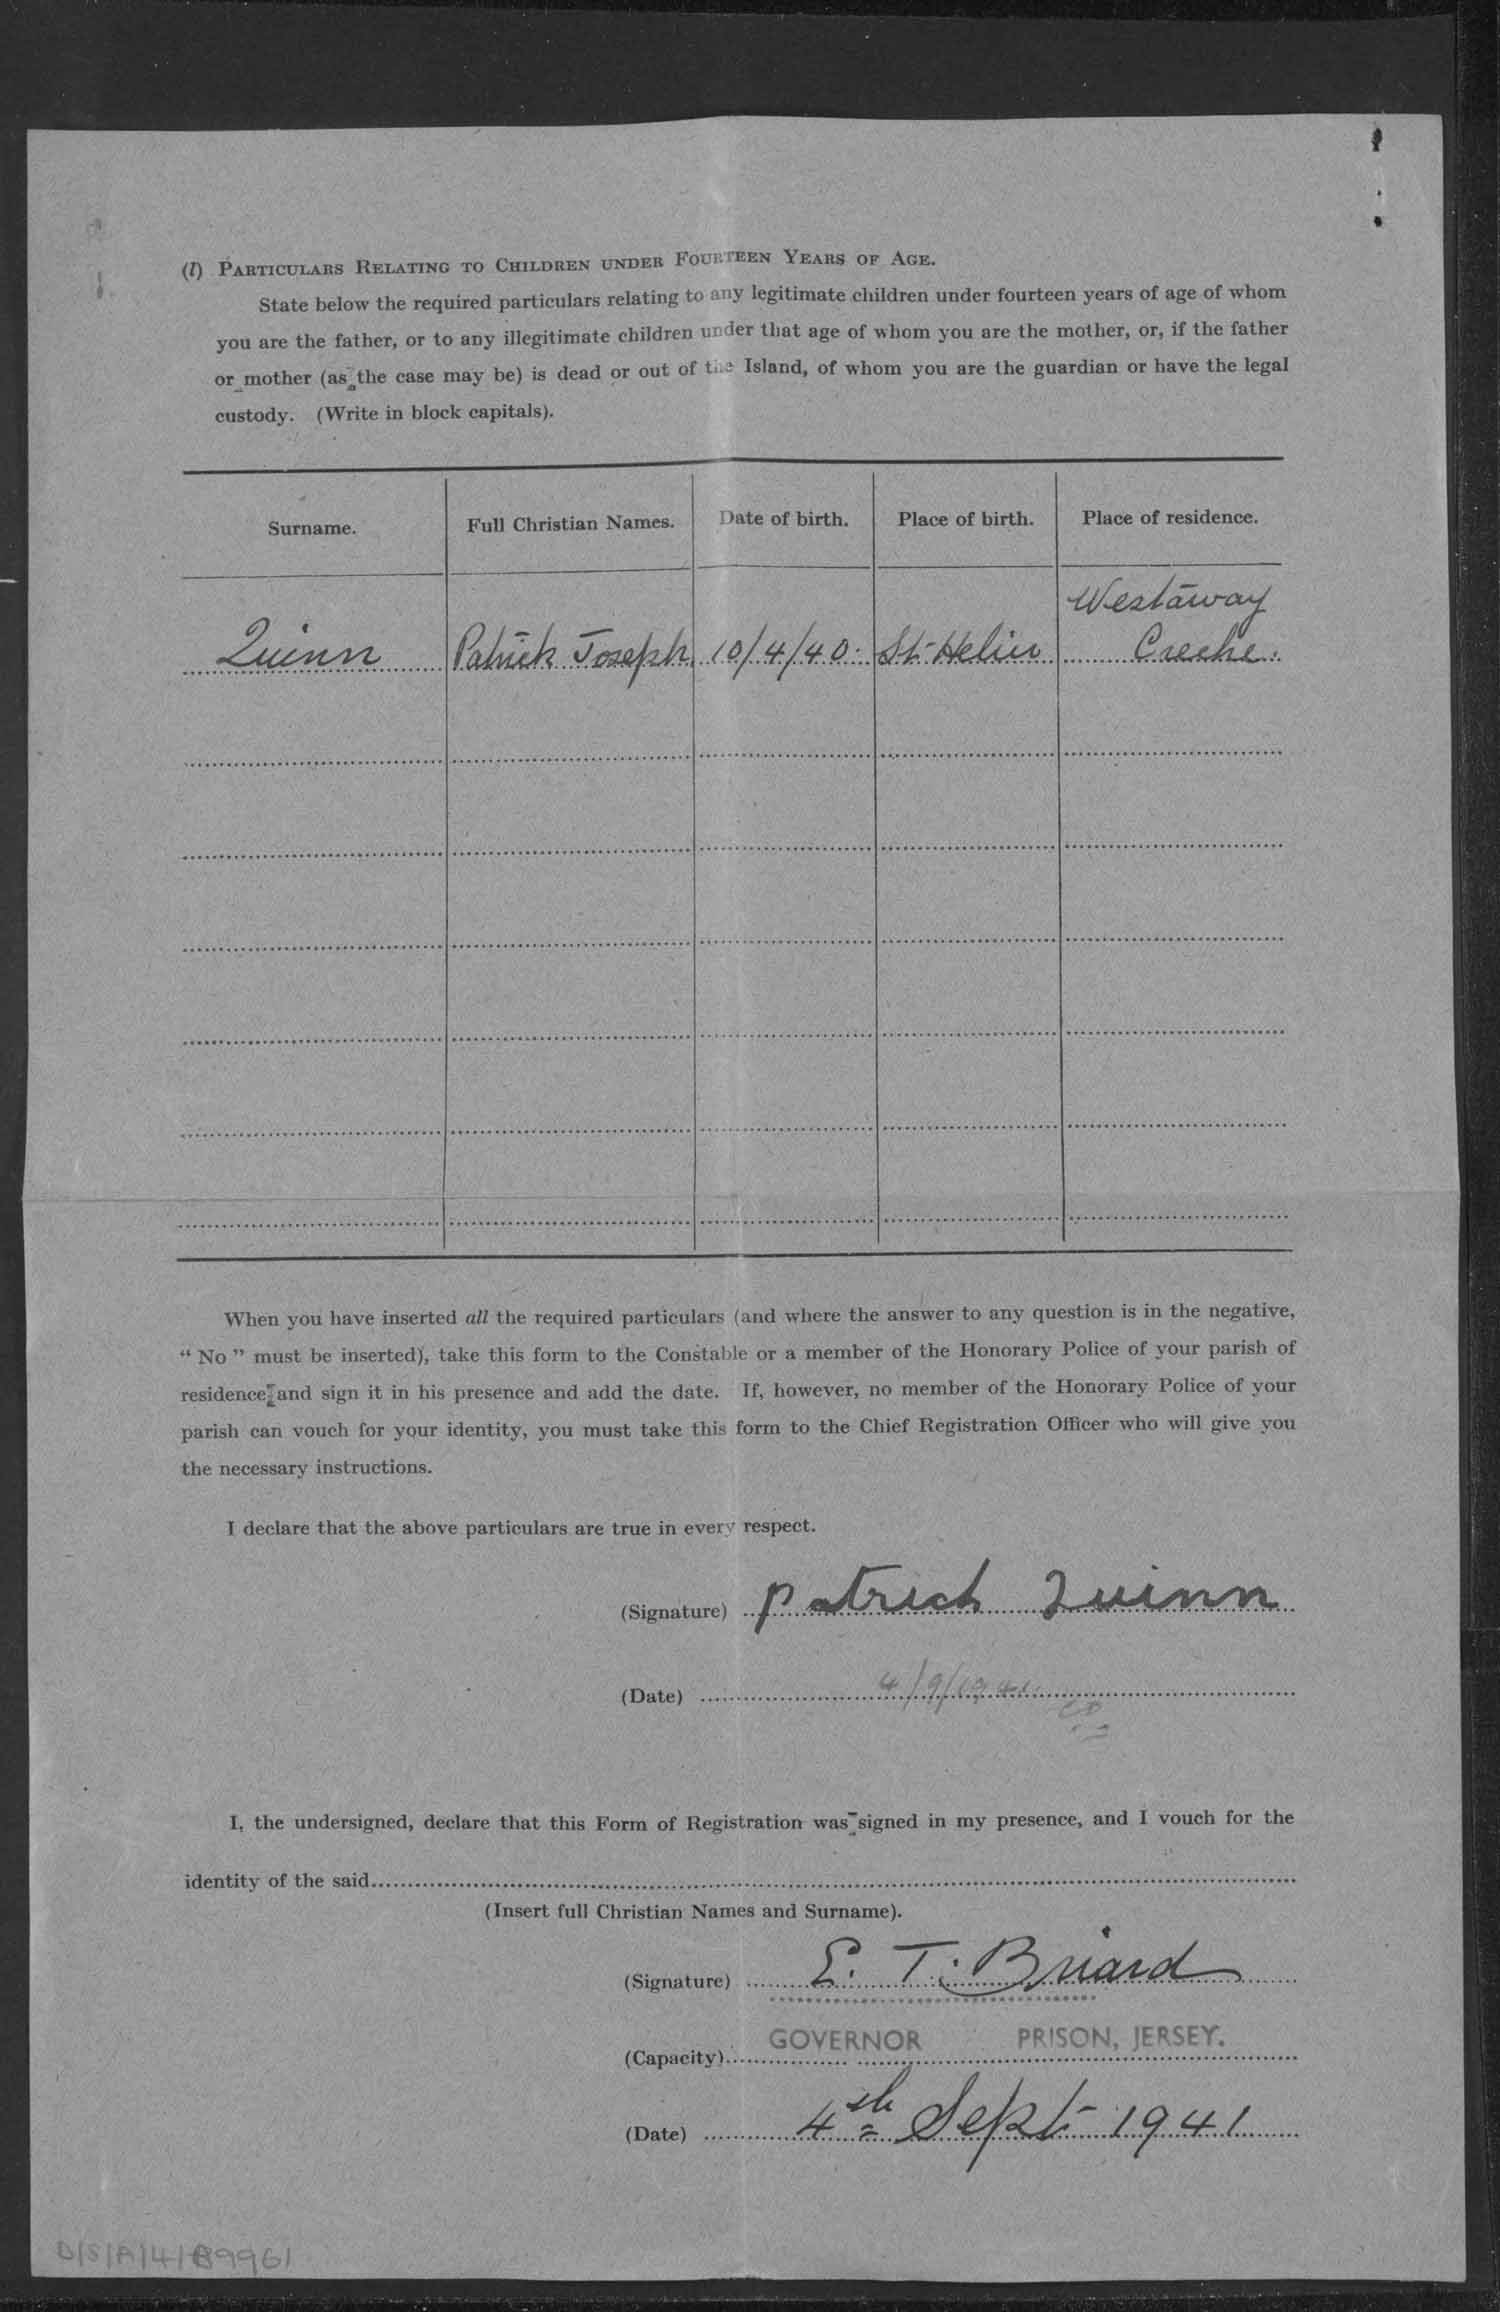 (l) PARTICULARS RELATING TO CHILDREN UNDER FOURTEEN YEARS OF AGE.
State below the required particulars relating to any legitimate children under fourteen years of age of whom
you are the father, or to any illegitimate children under that age of whom you are the mother, or, if the father
or mother (as the case may be) is dead or out of the Island, of whom you are the guardian or have the legal
custody. (Write in block capitals).
Surname. Full Christian Names. Date of birth. Place of birth. Place of residence.
Westaway
Quinn Patrick Joseph 10/4/40. St. Helier Creche.
When you have inserted all the required particulars (and where the answer to any question is in the negative,
“ No ” must be inserted), take this form to the Constable or a member of the Honorary Police of your parish of
residence and sign it in his presence and add the date. If, however, no member of the Honorary Police of your
parish can vouch for your identity, you must take this form to the Chief Registration Officer who will give you
the necessary instructions.
I declare that the above particulars are true in every respect.
(Signature) Patrick Quinn
(Date) 4/9/1941.
I, the undersigned, declare that this Form of Registration was signed in my presence, and I vouch for the
identity of the said
(Insert full Christian Names and Surname).
(Signature) E. T. Briard
(Capacity) GOVERNOR PRISON, JERSEY.
(Date) 4th Sept 1941
D/S/A/4/B9961